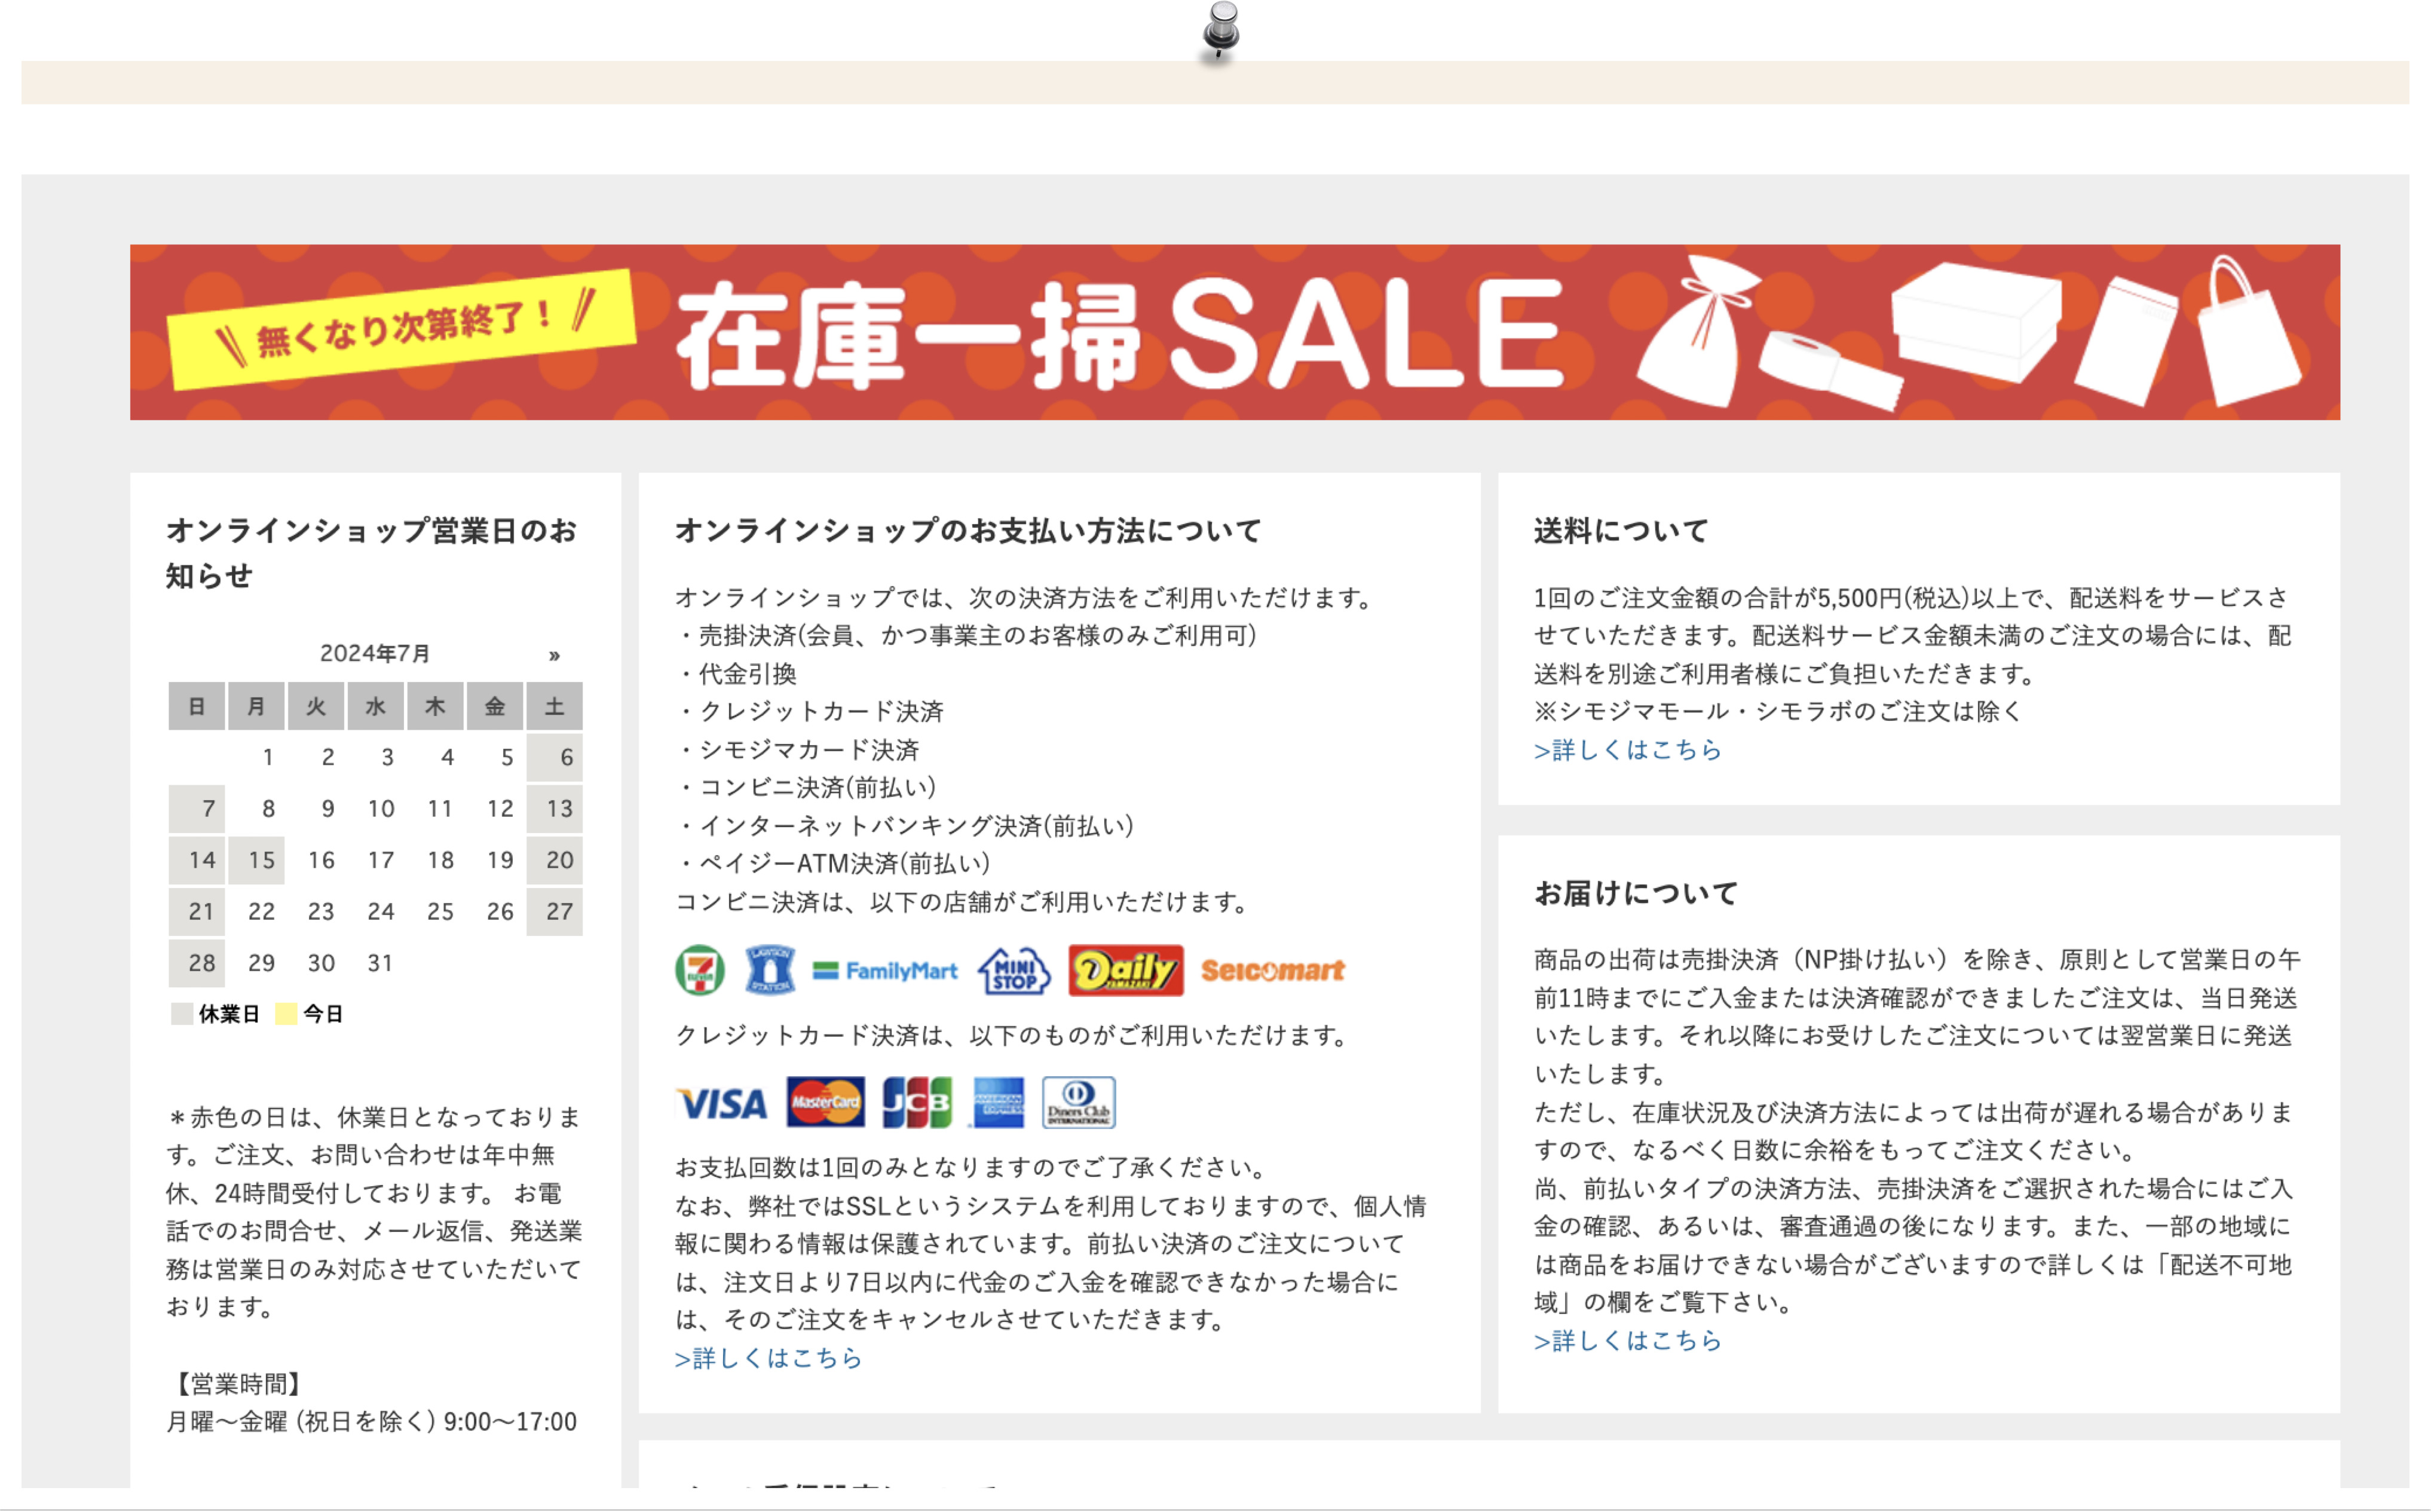 無くなり次第終了！
在庫一掃SALE
オンラインショップ営業日のお
知らせ
2024年7月 »
日 月 火 水 木 金 土
1 2 3 4 5 6
7 8 9 10 11 12 13
14 15 16 17 18 19 20
21 22 23 24 25 26 27
28 29 30 31
休業日 今日
＊赤色の日は、休業日となっておりま
す。ご注文、お問い合わせは年中無
休、24時間受付しております。 お電
話でのお問合せ、メール返信、発送業
務は営業日のみ対応させていただいて
おります。
【営業時間】
月曜～金曜 (祝日を除く) 9:00～17:00
オンラインショップのお支払い方法について
オンラインショップでは、次の決済方法をご利用いただけます。
・売掛決済(会員、かつ事業主のお客様のみご利用可)
・代金引換
・クレジットカード決済
・シモジマカード決済
・コンビニ決済(前払い)
・インターネットバンキング決済(前払い)
・ペイジーATM決済(前払い)
コンビニ決済は、以下の店舗がご利用いただけます。
7 ELEVEN LAWSON STATION FamilyMart MINI STOP Daily YAMAZAKI Seicomart
クレジットカード決済は、以下のものがご利用いただけます。
VISA MasterCard JCB AMERICAN EXPRESS Diners Club INTERNATIONAL
お支払回数は1回のみとなりますのでご了承ください。
なお、弊社ではSSLというシステムを利用しておりますので、個人情
報に関わる情報は保護されています。前払い決済のご注文について
は、注文日より7日以内に代金のご入金を確認できなかった場合に
は、そのご注文をキャンセルさせていただきます。
>詳しくはこちら
送料について
1回のご注文金額の合計が5,500円(税込)以上で、配送料をサービスさ
せていただきます。配送料サービス金額未満のご注文の場合には、配
送料を別途ご利用者様にご負担いただきます。
※シモジマモール・シモラボのご注文は除く
>詳しくはこちら
お届けについて
商品の出荷は売掛決済（NP掛け払い）を除き、原則として営業日の午
前11時までにご入金または決済確認ができましたご注文は、当日発送
いたします。それ以降にお受けしたご注文については翌営業日に発送
いたします。
ただし、在庫状況及び決済方法によっては出荷が遅れる場合がありま
すので、なるべく日数に余裕をもってご注文ください。
尚、前払いタイプの決済方法、売掛決済をご選択された場合にはご入
金の確認、あるいは、審査通過の後になります。また、一部の地域に
は商品をお届けできない場合がございますので詳しくは「配送不可地
域」の欄をご覧下さい。
>詳しくはこちら